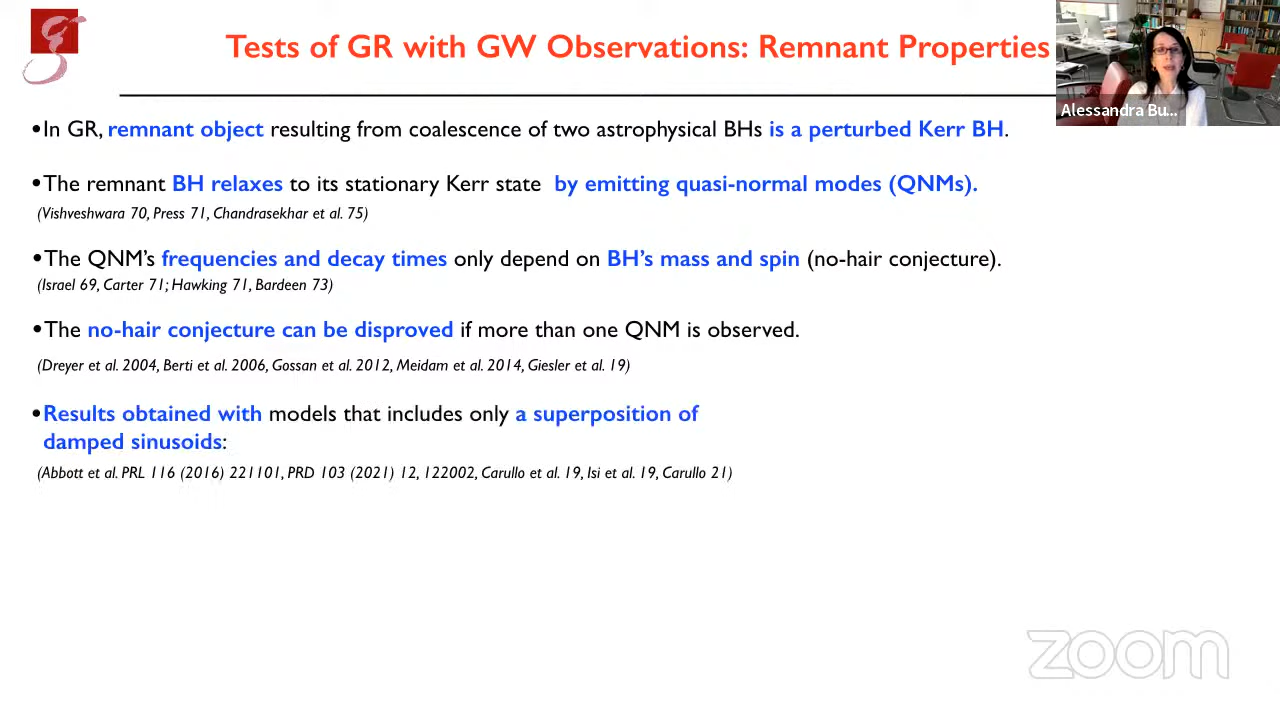 Tests of GR with GW Observations: Remnant Properties
Alessandra Bu...
•In GR, remnant object resulting from coalescence of two astrophysical BHs is a perturbed Kerr BH.
•The remnant BH relaxes to its stationary Kerr state by emitting quasi-normal modes (QNMs).
(Vishveshwara 70, Press 71, Chandrasekhar et al. 75)
•The QNM's frequencies and decay times only depend on BH's mass and spin (no-hair conjecture).
(Israel 69, Carter 71; Hawking 71, Bardeen 73)
•The no-hair conjecture can be disproved if more than one QNM is observed.
(Dreyer et al. 2004, Berti et al. 2006, Gossan et al. 2012, Meidam et al. 2014, Giesler et al. 19)
•Results obtained with models that includes only a superposition of
damped sinusoids:
(Abbott et al. PRL 116 (2016) 221101, PRD 103 (2021) 12, 122002, Carullo et al. 19, Isi et al. 19, Carullo 21)
zoom